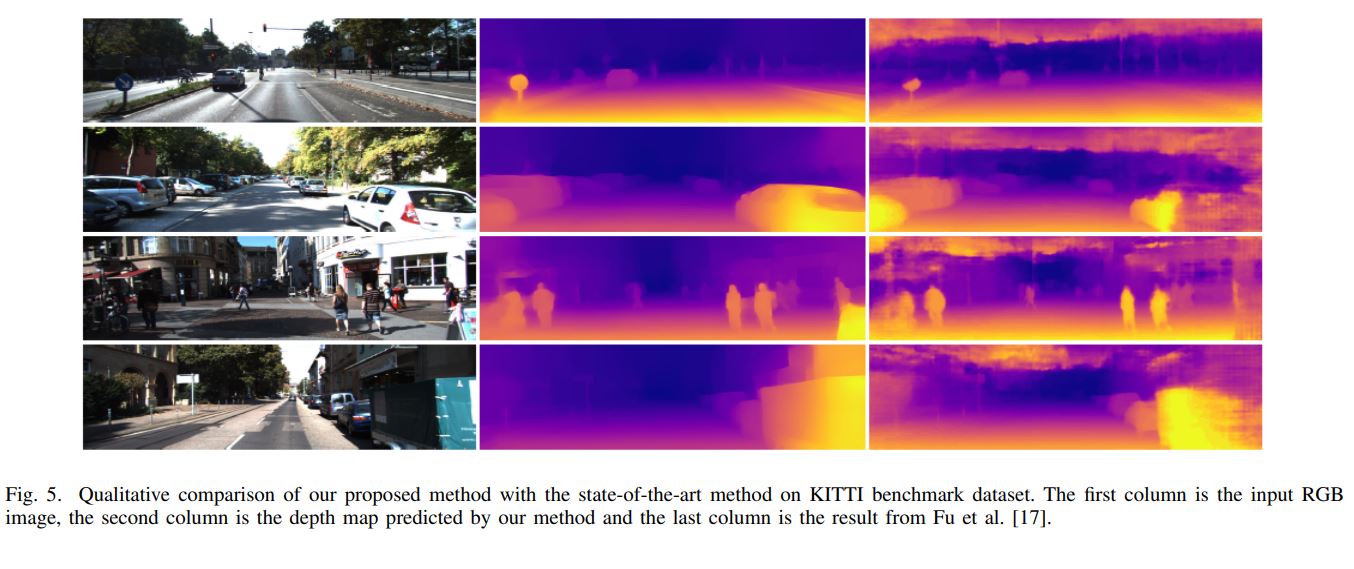 Fig. 5. Qualitative comparison of our proposed method with the state-of-the-art method on KITTI benchmark dataset. The first column is the input RGB
image, the second column is the depth map predicted by our method and the last column is the result from Fu et al. [17].